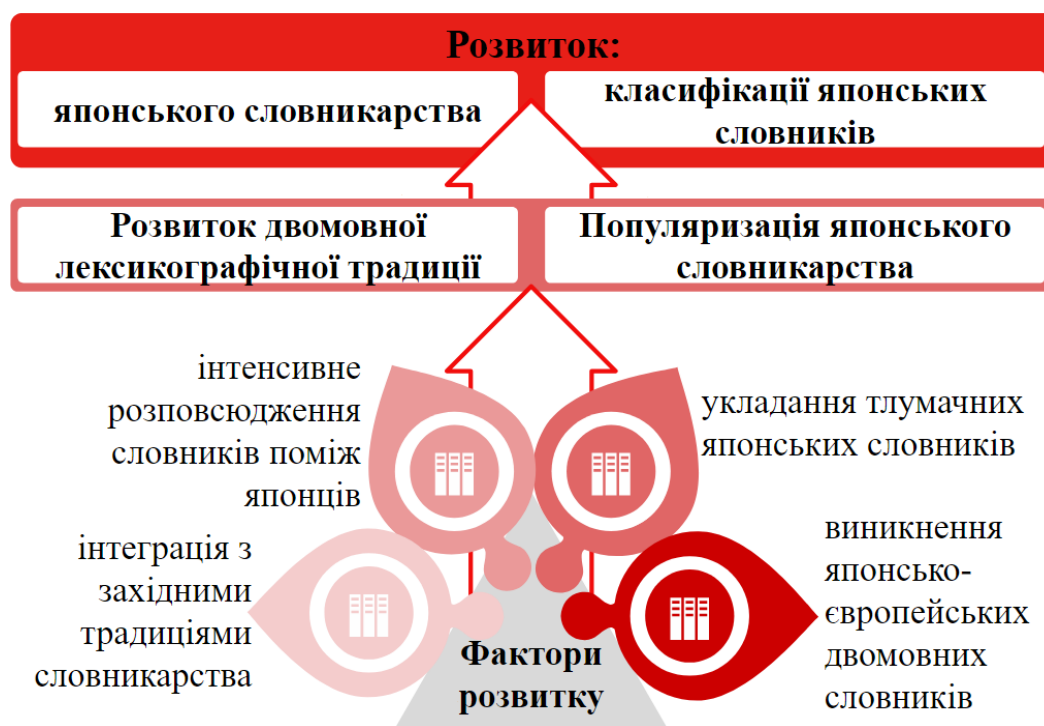 Розвиток:
японського словникарства
класифікації японських
словників
Розвиток двомовної
лексикографічної традиції
Популяризація японського
словникарства
інтенсивне
розповсюдження
словників поміж
японців
укладання тлумачних
японських словників
інтеграція з
західними
традиціями
словникарства
виникнення
японсько-
європейських
двомовних
словників
Фактори
розвитку